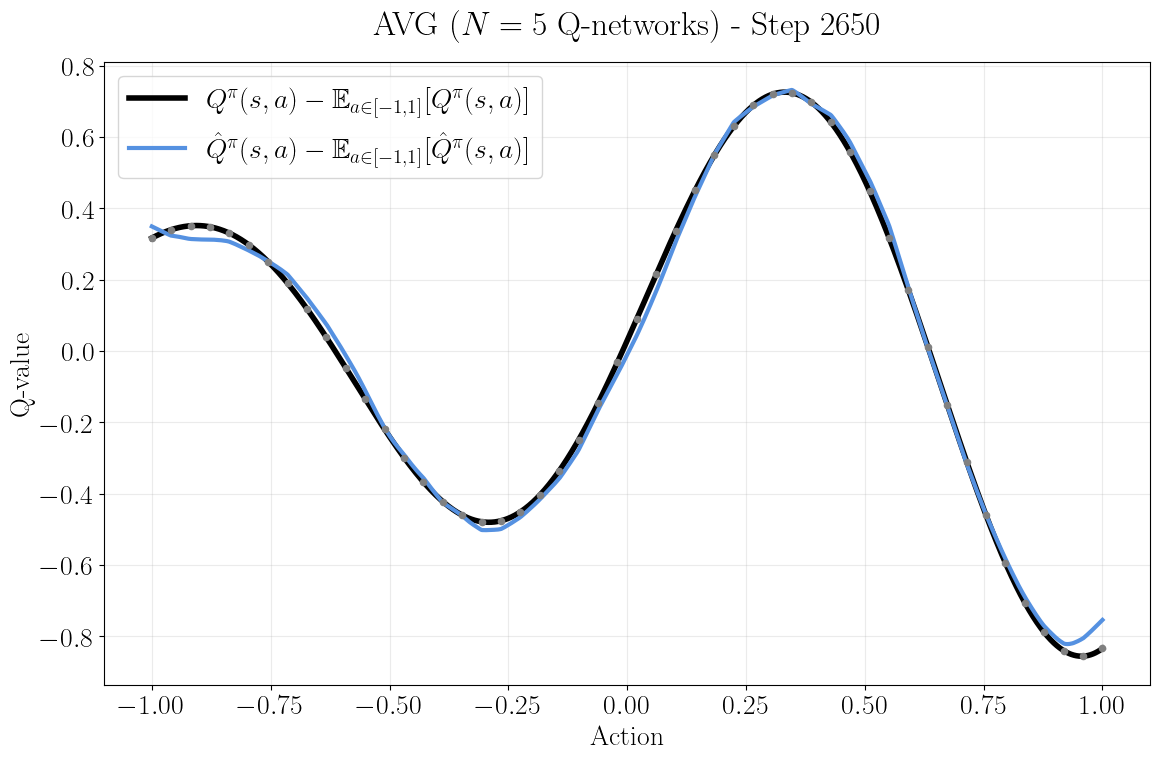 AVG (N = 5 Q-networks) - Step 2650
Q^π(s, a) − 𝔼_{a∈[−1,1]}[Q^π(s, a)]
Q̂^π(s, a) − 𝔼_{a∈[−1,1]}[Q̂^π(s, a)]
Q-value
0.8
0.6
0.4
0.2
0.0
−0.2
−0.4
−0.6
−0.8
−1.00 −0.75 −0.50 −0.25 0.00 0.25 0.50 0.75 1.00
Action